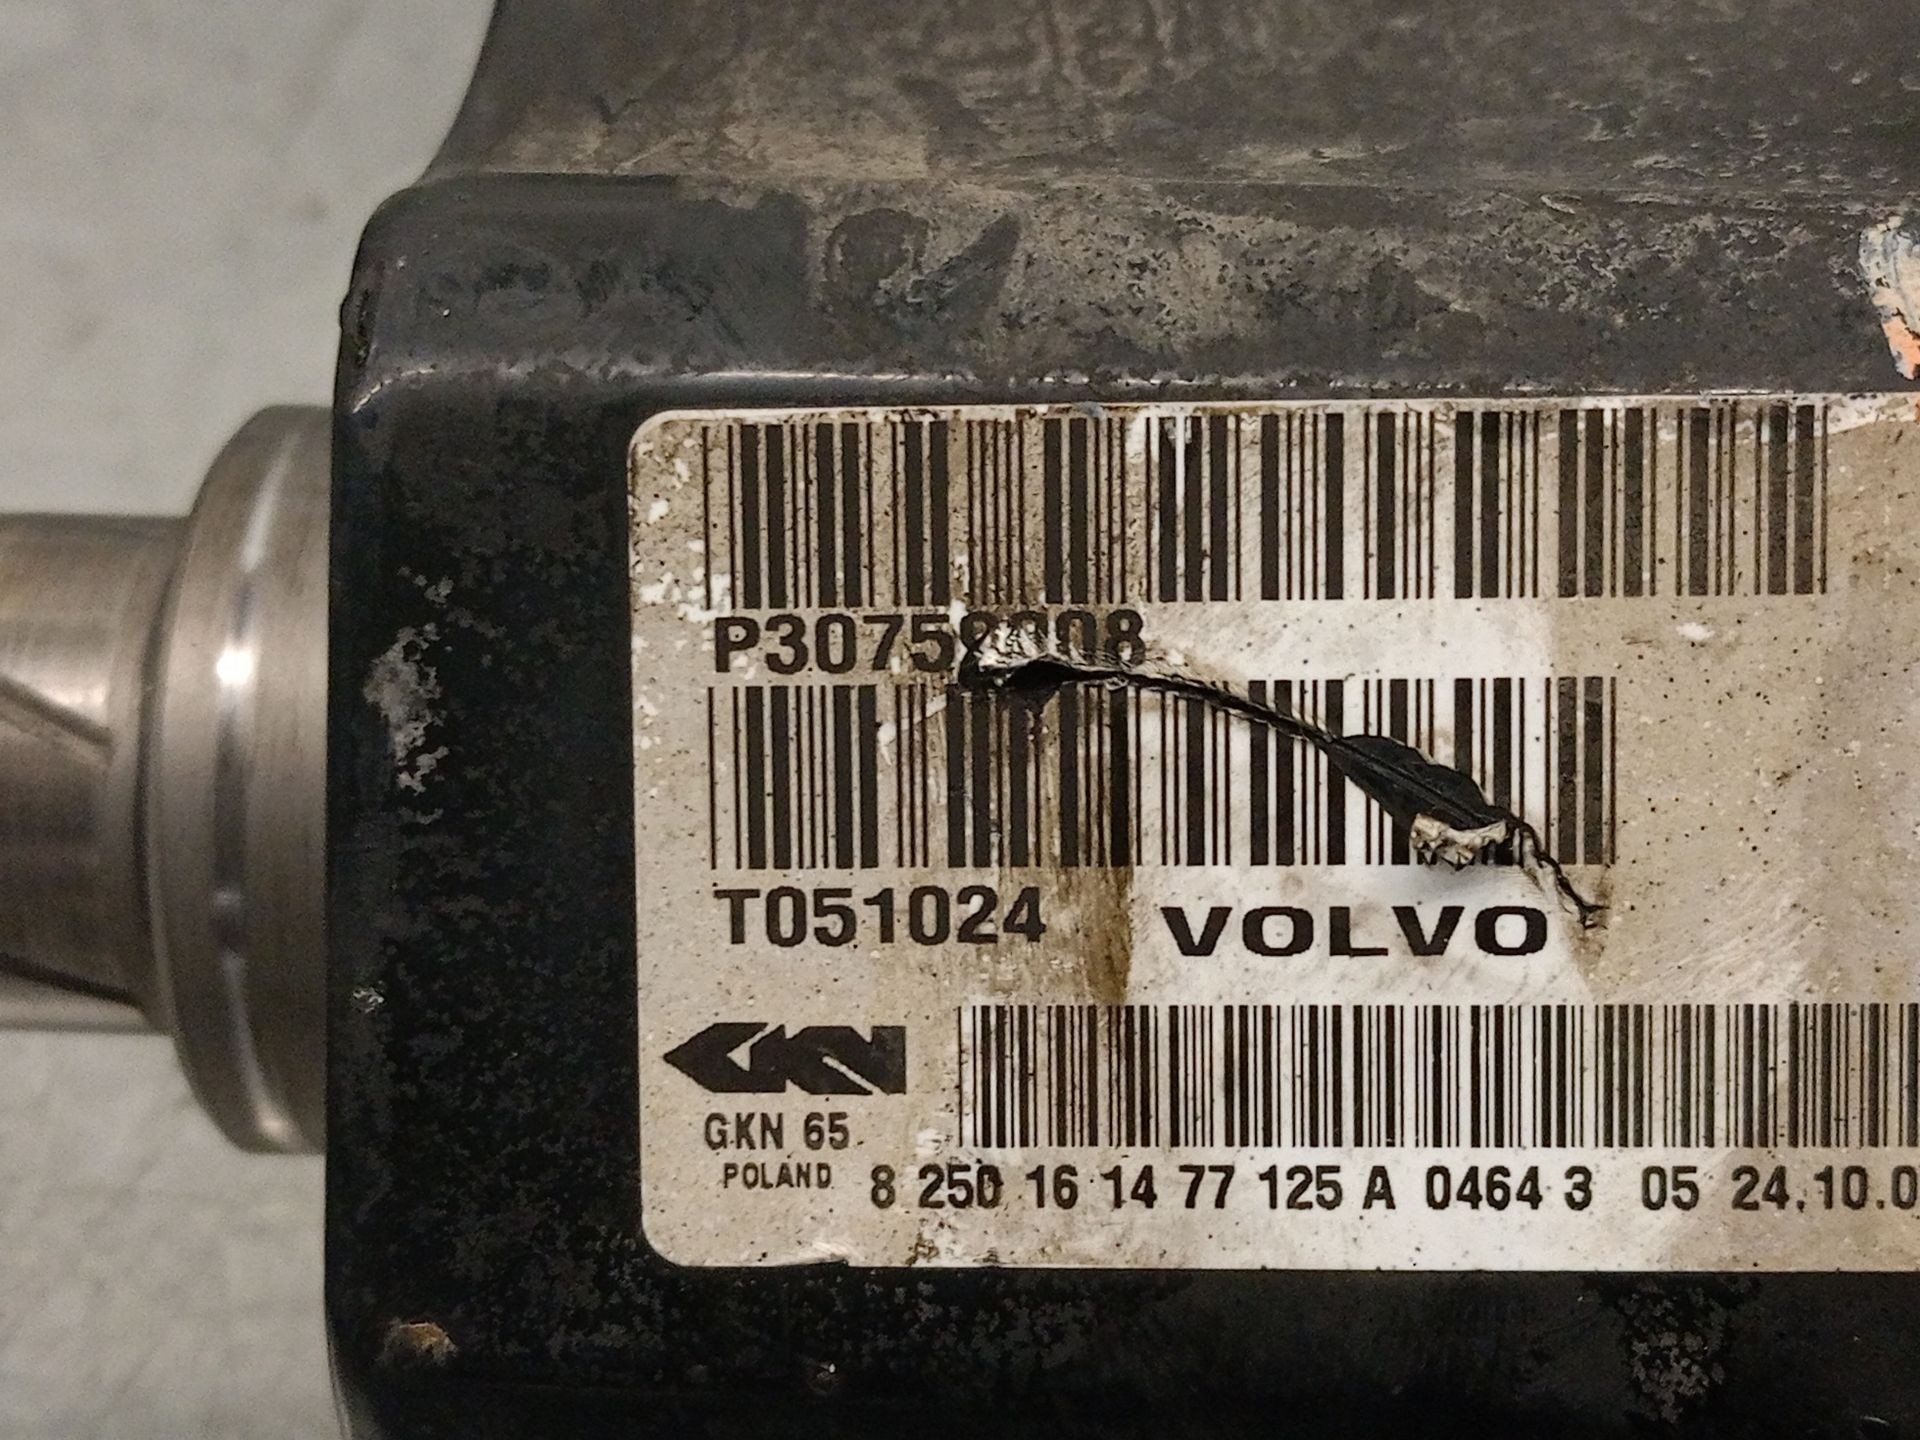 T051024
VOLVO
GKN
GKN 65
POLAND
8 250 16 14 77 125 A 0464 3 05 24.10.0